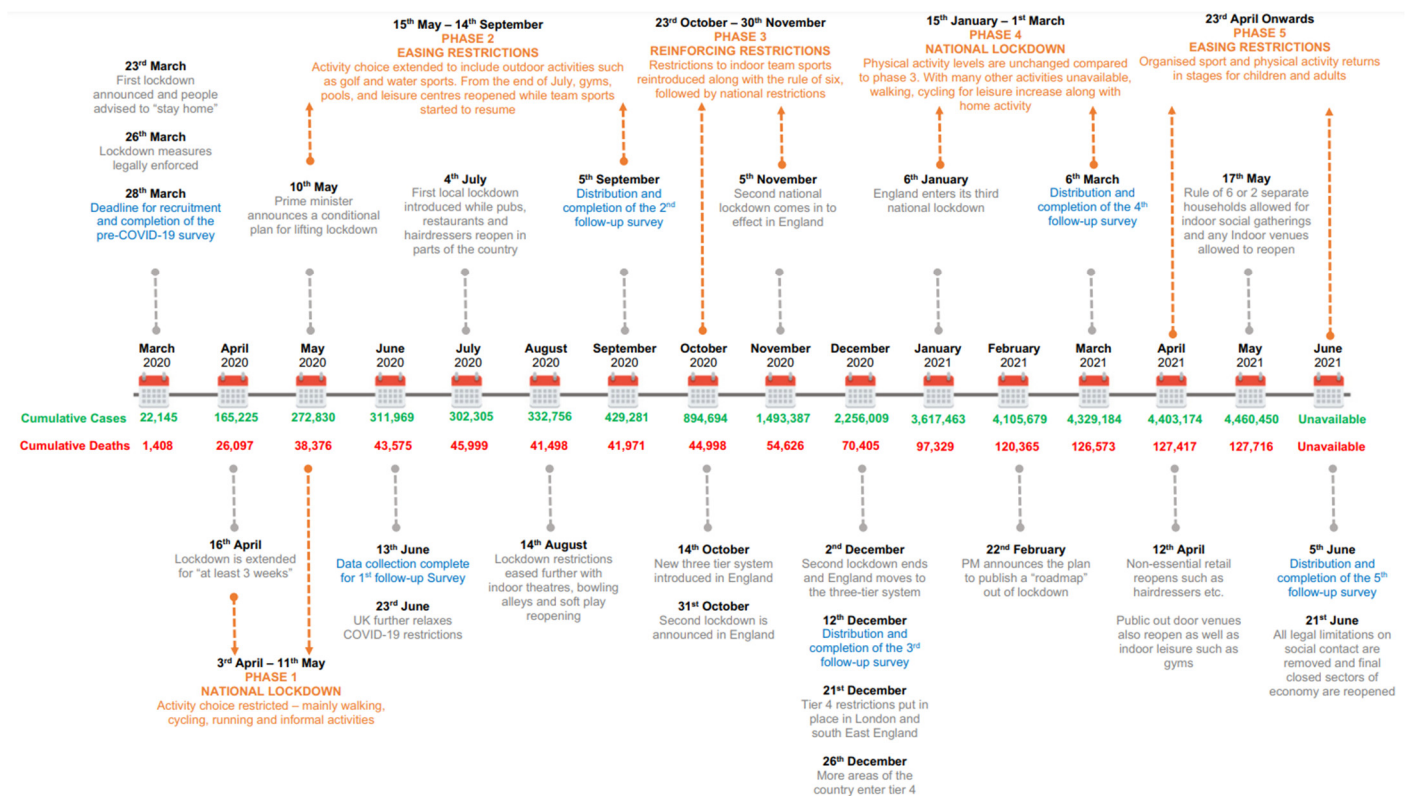 15th May – 14th September
PHASE 2
EASING RESTRICTIONS
Activity choice extended to include outdoor activities such
as golf and water sports. From the end of July, gyms,
pools, and leisure centres reopened while team sports
started to resume
23rd October – 30th November
PHASE 3
REINFORCING RESTRICTIONS
Restrictions to indoor team sports
reintroduced along with the rule of six,
followed by national restrictions
15th January – 1st March
PHASE 4
NATIONAL LOCKDOWN
Physical activity levels are unchanged compared
to phase 3. With many other activities unavailable,
walking, cycling for leisure increase along with
home activity
23rd April Onwards
PHASE 5
EASING RESTRICTIONS
Organised sport and physical activity returns
in stages for children and adults
23rd March
First lockdown
announced and people
advised to “stay home”
26th March
Lockdown measures
legally enforced
28th March
Deadline for recruitment
and completion of the
pre-COVID-19 survey
10th May
Prime minister
announces a conditional
plan for lifting lockdown
4th July
First local lockdown
introduced while pubs,
restaurants and
hairdressers reopen in
parts of the country
5th September
Distribution and
completion of the 2nd
follow-up survey
5th November
Second national
lockdown comes in to
effect in England
6th January
England enters its third
national lockdown
6th March
Distribution and
completion of the 4th
follow-up survey
17th May
Rule of 6 or 2 separate
households allowed for
indoor social gatherings
and any Indoor venues
allowed to reopen
March April May June July August September October November December January February March April May June
2020 2020 2020 2020 2020 2020 2020 2020 2020 2020 2021 2021 2021 2021 2021 2021
Cumulative Cases 22,145 165,225 272,830 311,969 302,305 332,756 429,281 894,694 1,493,387 2,256,009 3,617,463 4,105,679 4,329,184 4,403,174 4,460,450 Unavailable
Cumulative Deaths 1,408 26,097 38,376 43,575 45,999 41,498 41,971 44,998 54,626 70,405 97,329 120,365 126,573 127,417 127,716 Unavailable
16th April
Lockdown is extended
for “at least 3 weeks”
3rd April – 11th May
PHASE 1
NATIONAL LOCKDOWN
Activity choice restricted – mainly walking,
cycling, running and informal activities
13th June
Data collection complete
for 1st follow-up Survey
23rd June
UK further relaxes
COVID-19 restrictions
14th August
Lockdown restrictions
eased further with
indoor theatres, bowling
alleys and soft play
reopening
14th October
New three tier system
introduced in England
31st October
Second lockdown is
announced in England
2nd December
Second lockdown ends
and England moves to
the three-tier system
12th December
Distribution and
completion of the 3rd
follow-up survey
21st December
Tier 4 restrictions put in
place in London and
south East England
26th December
More areas of the
country enter tier 4
22nd February
PM announces the plan
to publish a “roadmap”
out of lockdown
12th April
Non-essential retail
reopens such as
hairdressers etc.
Public out door venues
also reopen as well as
indoor leisure such as
gyms
5th June
Distribution and
completion of the 5th
follow-up survey
21st June
All legal limitations on
social contact are
removed and final
closed sectors of
economy are reopened